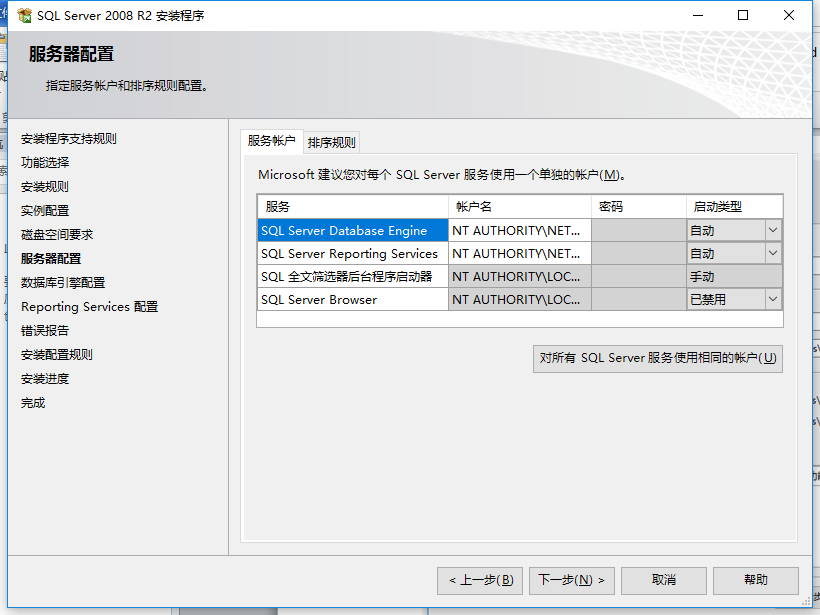 SQL Server 2008 R2 安装程序
服务器配置
指定服务帐户和排序规则配置。
安装程序支持规则
功能选择
安装规则
实例配置
磁盘空间要求
服务器配置
数据库引擎配置
Reporting Services 配置
错误报告
安装配置规则
安装进度
完成
服务帐户 排序规则
Microsoft 建议您对每个 SQL Server 服务使用一个单独的帐户(M)。
服务 帐户名 密码 启动类型
SQL Server Database Engine NT AUTHORITY\NET... 自动
SQL Server Reporting Services NT AUTHORITY\NET... 自动
SQL 全文筛选器后台程序启动器 NT AUTHORITY\LOC... 手动
SQL Server Browser NT AUTHORITY\LOC... 已禁用
对所有 SQL Server 服务使用相同的帐户(U)
< 上一步(B) 下一步(N) > 取消 帮助